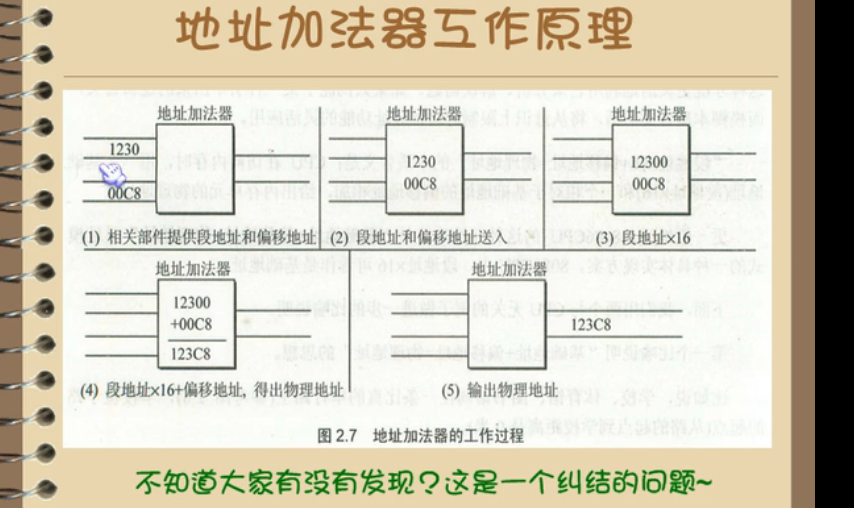 地址加法器工作原理
地址加法器
1230
00C8
(1) 相关部件提供段地址和偏移地址
地址加法器
1230
00C8
(2) 段地址和偏移地址送入
地址加法器
12300
00C8
(3) 段地址×16
地址加法器
12300
+00C8
123C8
(4) 段地址×16+偏移地址, 得出物理地址
地址加法器
123C8
(5) 输出物理地址
图 2.7 地址加法器的工作过程
不知道大家有没有发现？这是一个纠结的问题~